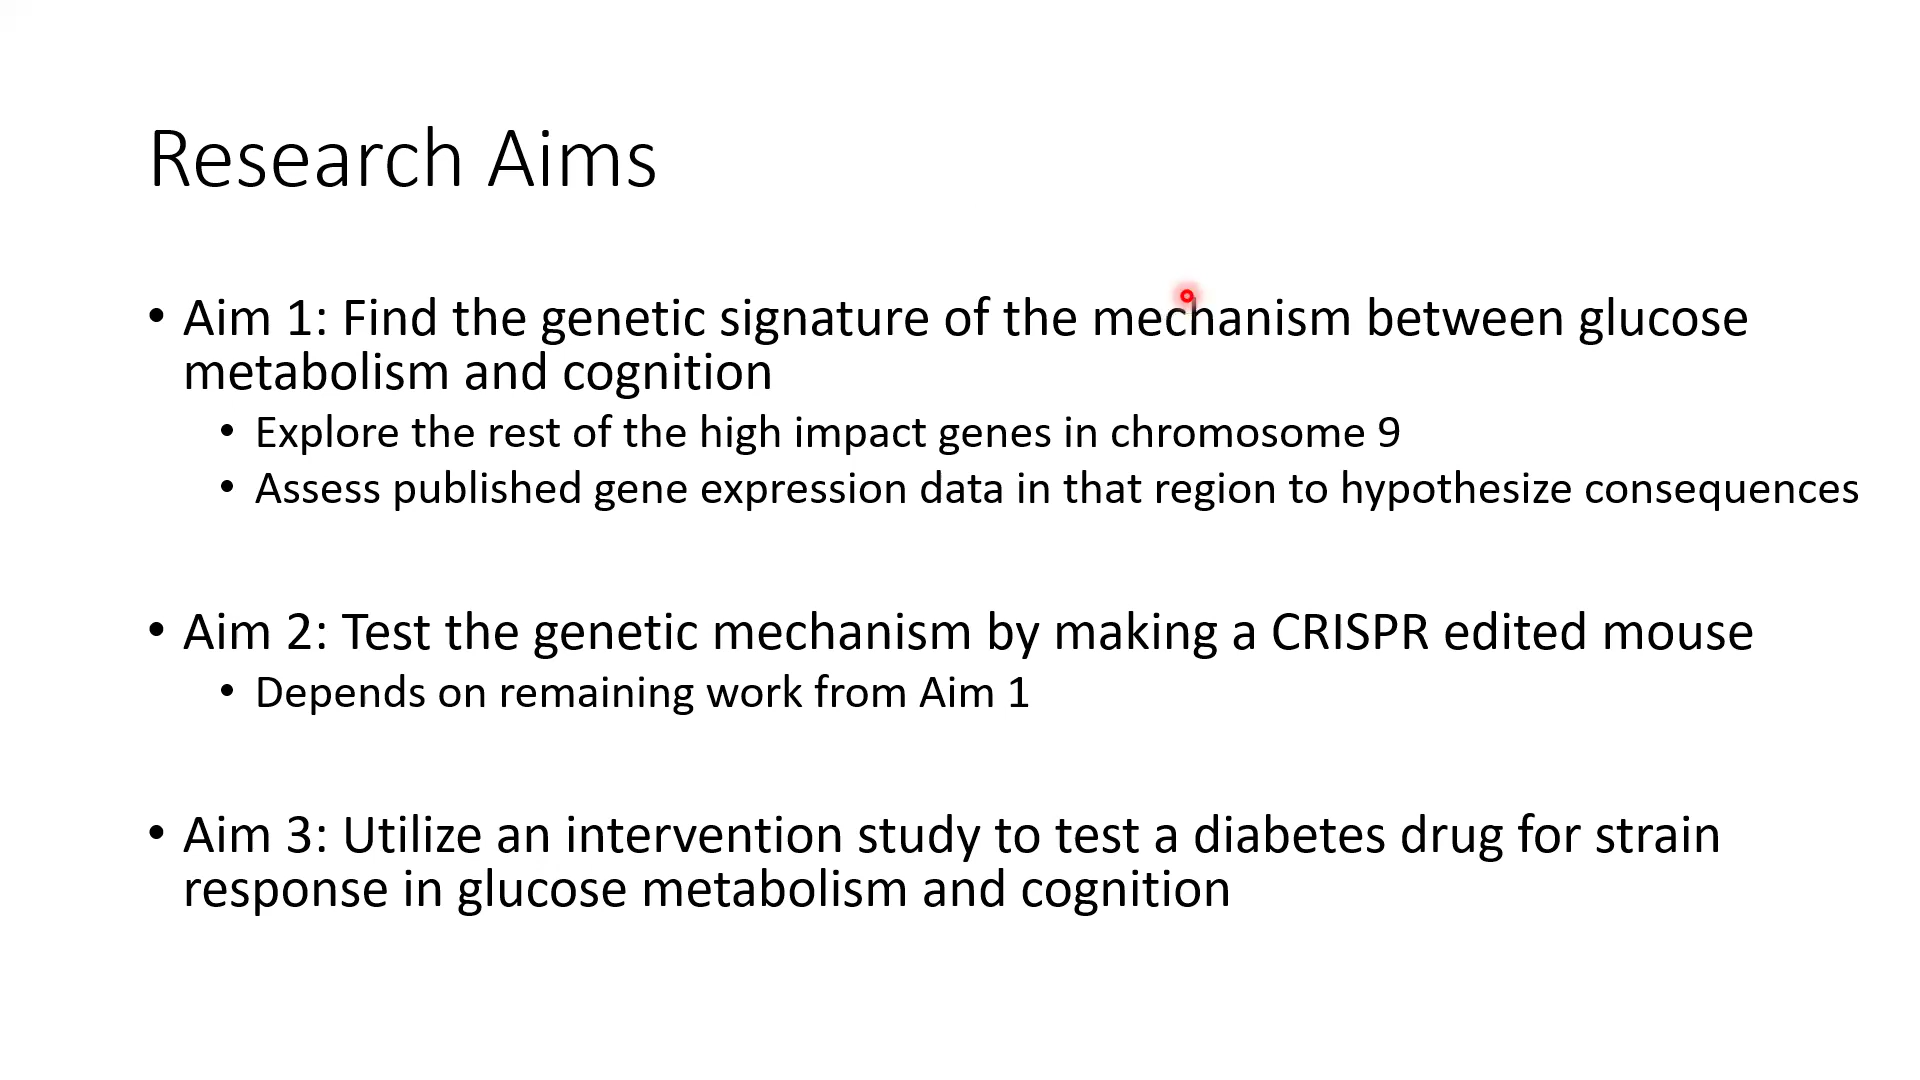 Research Aims
• Aim 1: Find the genetic signature of the mechanism between glucose
metabolism and cognition
• Explore the rest of the high impact genes in chromosome 9
• Assess published gene expression data in that region to hypothesize consequences
• Aim 2: Test the genetic mechanism by making a CRISPR edited mouse
• Depends on remaining work from Aim 1
• Aim 3: Utilize an intervention study to test a diabetes drug for strain
response in glucose metabolism and cognition